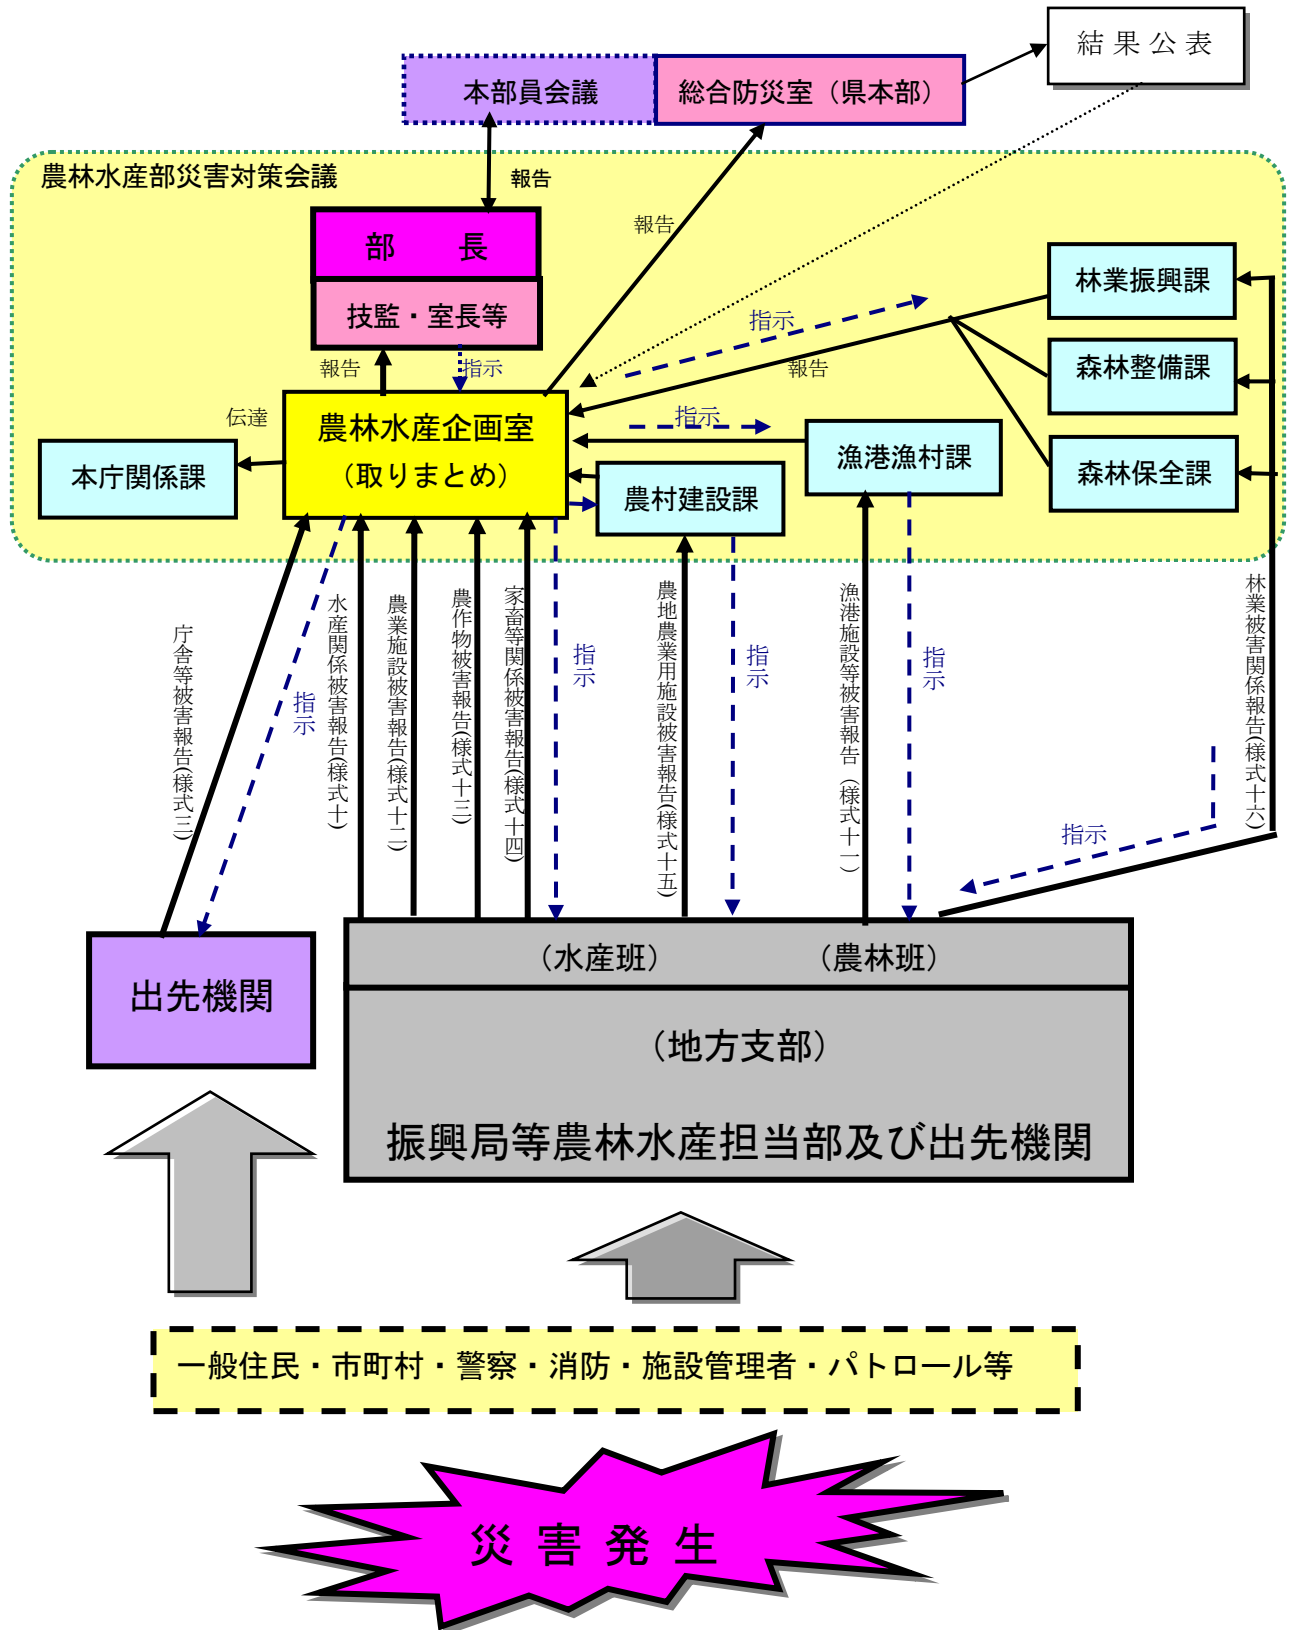 結果公表
本部員会議
総合防災室（県本部）
農林水産部災害対策会議
報告
報告
部　長
技監・室長等
林業振興課
指示
報告
指示
報告
森林整備課
伝達
指示
農林水産企画室
（取りまとめ）
漁港漁村課
本庁関係課
農村建設課
森林保全課
庁舎等被害報告(様式三)
指示
水産関係被害報告(様式十)
農業施設被害報告(様式十二)
農作物被害報告(様式十三)
家畜等関係被害報告(様式十四)
指示
農地農業用施設被害報告(様式十五)
指示
漁港施設等被害報告（様式十一）
指示
林業被害関係報告(様式十六)
指示
（水産班）
（農林班）
出先機関
（地方支部）
振興局等農林水産担当部及び出先機関
一般住民・市町村・警察・消防・施設管理者・パトロール等
災害発生